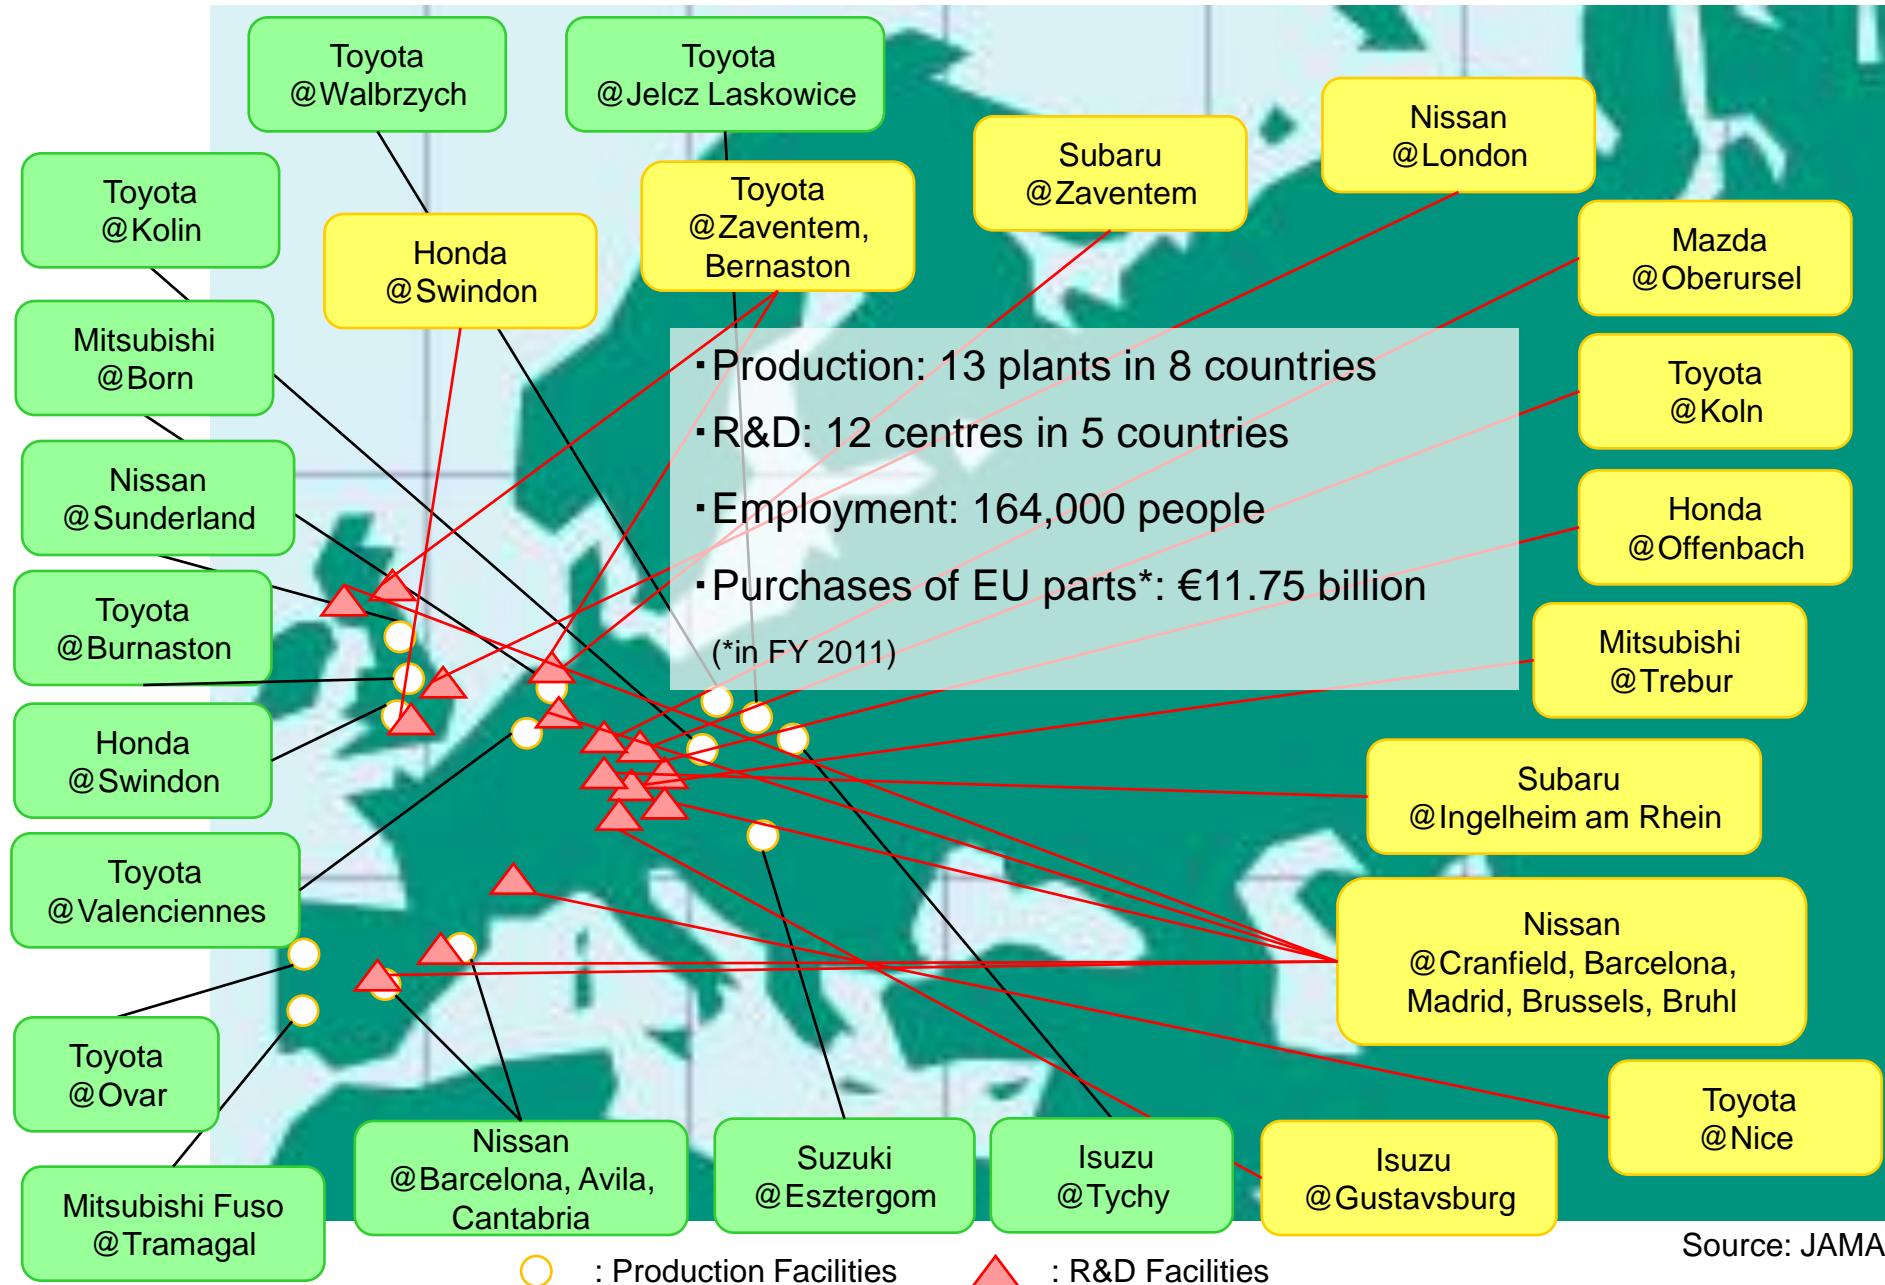 Toyota
@Walbrzych
Toyota
@Jelcz Laskowice
Nissan
@London
Subaru
@Zaventem
Toyota
@Kolin
Toyota
@Zaventem,
Bernaston
Honda
@Swindon
Mazda
@Oberursel
Mitsubishi
@Born
Toyota
@Koln
・Production: 13 plants in 8 countries
・R&D: 12 centres in 5 countries
・Employment: 164,000 people
・Purchases of EU parts*: €11.75 billion
(*in FY 2011)
Nissan
@Sunderland
Honda
@Offenbach
Toyota
@Burnaston
Mitsubishi
@Trebur
Honda
@Swindon
Subaru
@Ingelheim am Rhein
Toyota
@Valenciennes
Nissan
@Cranfield, Barcelona,
Madrid, Brussels, Bruhl
Toyota
@Ovar
Toyota
@Nice
Mitsubishi Fuso
@Tramagal
Nissan
@Barcelona, Avila,
Cantabria
Suzuki
@Esztergom
Isuzu
@Tychy
Isuzu
@Gustavsburg
Source: JAMA
: Production Facilities
: R&D Facilities